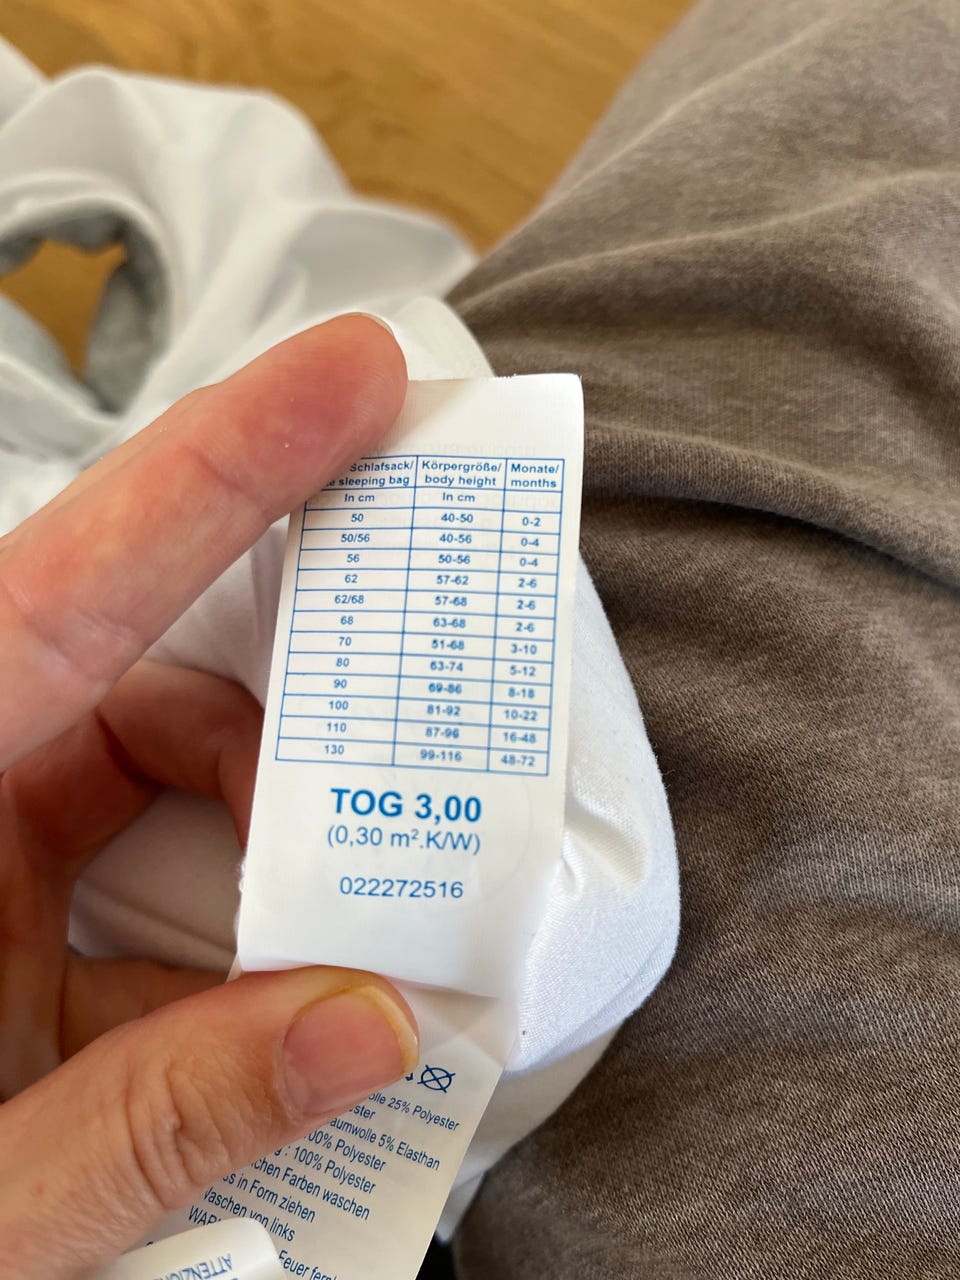 Schlafsack/ Körpergröße/ Monate/
sleeping bag body height months
In cm In cm
50 40-50 0-2
50/56 40-56 0-4
56 50-56 0-4
62 57-62 2-6
62/68 57-68 2-6
68 63-68 2-6
70 51-68 3-10
80 63-74 5-12
90 69-86 8-18
100 81-92 10-22
110 87-96 16-48
130 99-116 48-72
TOG 3,00
(0,30 m².K/W)
022272516
25% Polyester
5% Elasthan
100% Polyester
: 100% Polyester
Farben waschen
in Form ziehen
Waschen von links
Feuer
ATTENZIONE